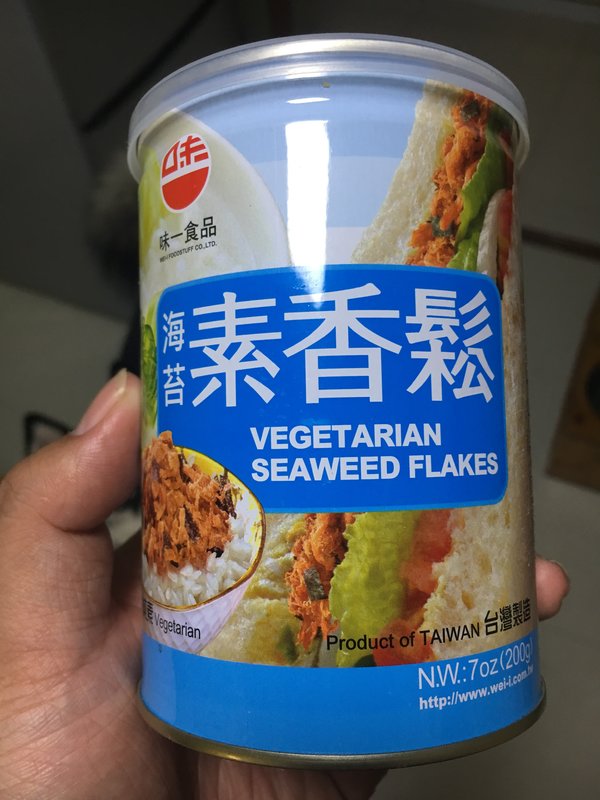 味
味一食品
WEI-I FOODSTUFF CO., LTD.
海苔
素香鬆
VEGETARIAN
SEAWEED FLAKES
素 Vegetarian
Product of TAIWAN 台灣製造
N.W.:7oz(200g)
http://www.wei-i.com.tw